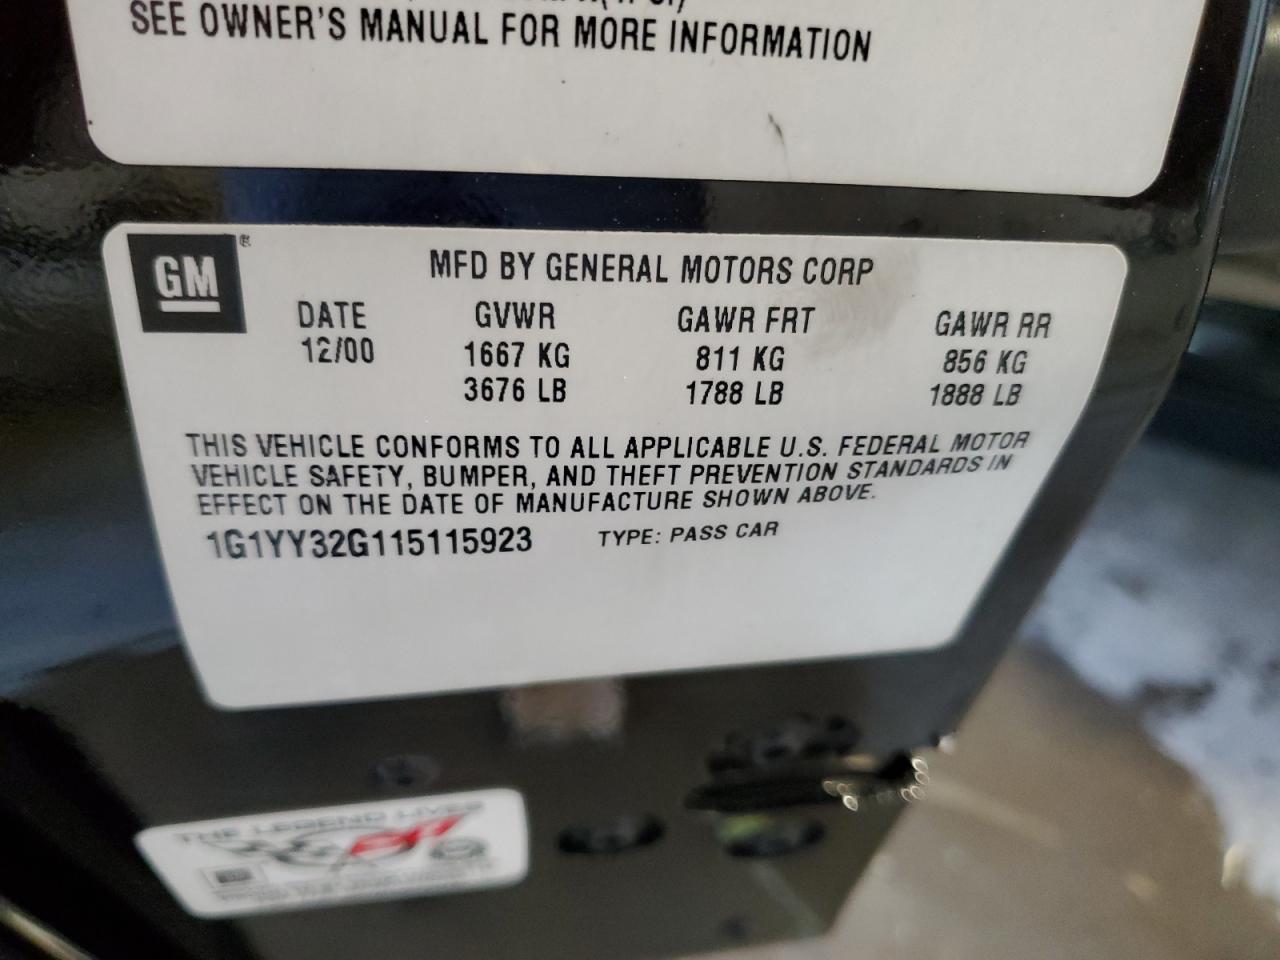 SEE OWNER'S MANUAL FOR MORE INFORMATION
GM®
MFD BY GENERAL MOTORS CORP
DATE GVWR GAWR FRT GAWR RR
12/00 1667 KG 811 KG 856 KG
3676 LB 1788 LB 1888 LB
THIS VEHICLE CONFORMS TO ALL APPLICABLE U.S. FEDERAL MOTOR
VEHICLE SAFETY, BUMPER, AND THEFT PREVENTION STANDARDS IN
EFFECT ON THE DATE OF MANUFACTURE SHOWN ABOVE.
1G1YY32G115115923 TYPE: PASS CAR
THE LEGEND LIVES